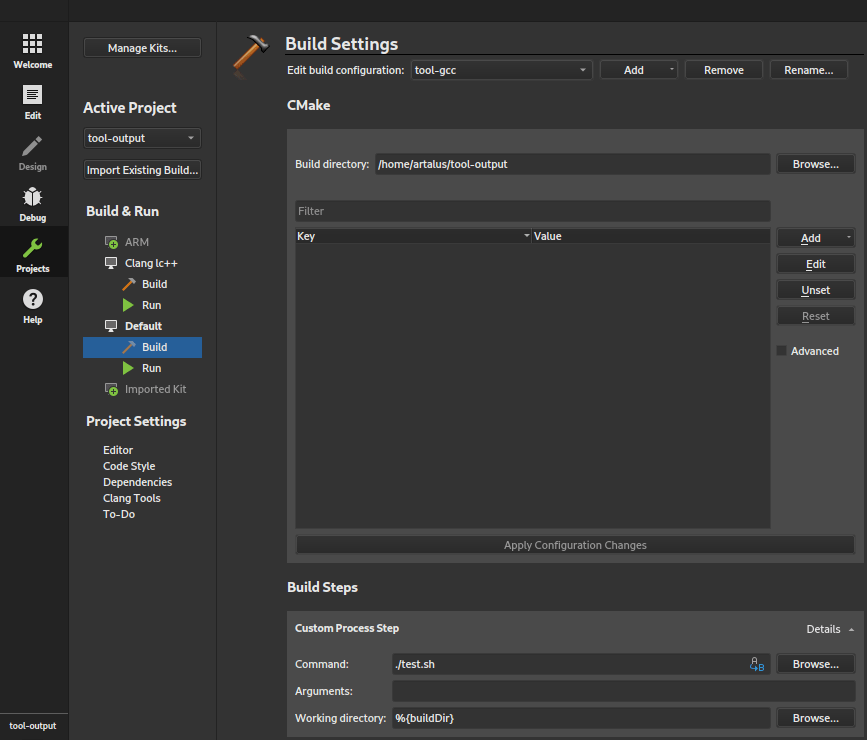 Welcome
Edit
Design
Debug
Projects
Help
tool-output
Manage Kits...
Active Project
tool-output
Import Existing Build...
Build & Run
ARM
Clang lc++
Build
Run
Default
Build
Run
Imported Kit
Project Settings
Editor
Code Style
Dependencies
Clang Tools
To-Do
Build Settings
Edit build configuration: tool-gcc Add Remove Rename...
CMake
Build directory: /home/artalus/tool-output Browse...
Filter
Key Value
Add
Edit
Unset
Reset
Advanced
Apply Configuration Changes
Build Steps
Custom Process Step Details
Command: ./test.sh B Browse...
Arguments:
Working directory: %{buildDir} Browse...